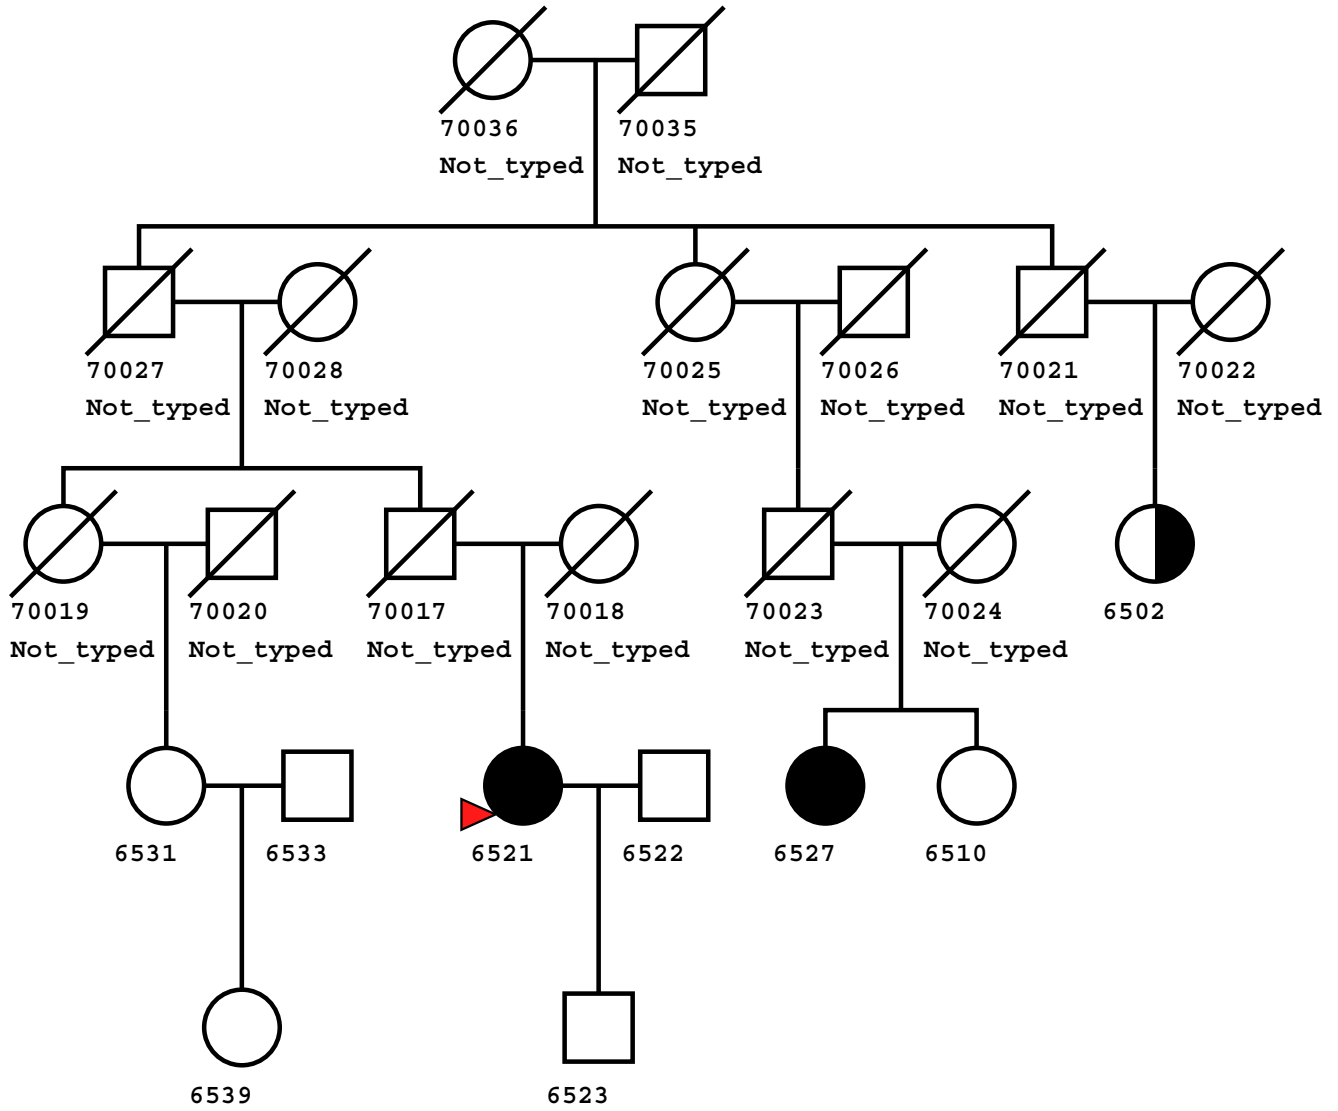 70036 70035
Not_typed Not_typed
70027 70028 70025 70026 70021 70022
Not_typed Not_typed Not_typed Not_typed Not_typed Not_typed
70019 70020 70017 70018 70023 70024 6502
Not_typed Not_typed Not_typed Not_typed Not_typed Not_typed
6531 6533 6521 6522 6527 6510
6539 6523